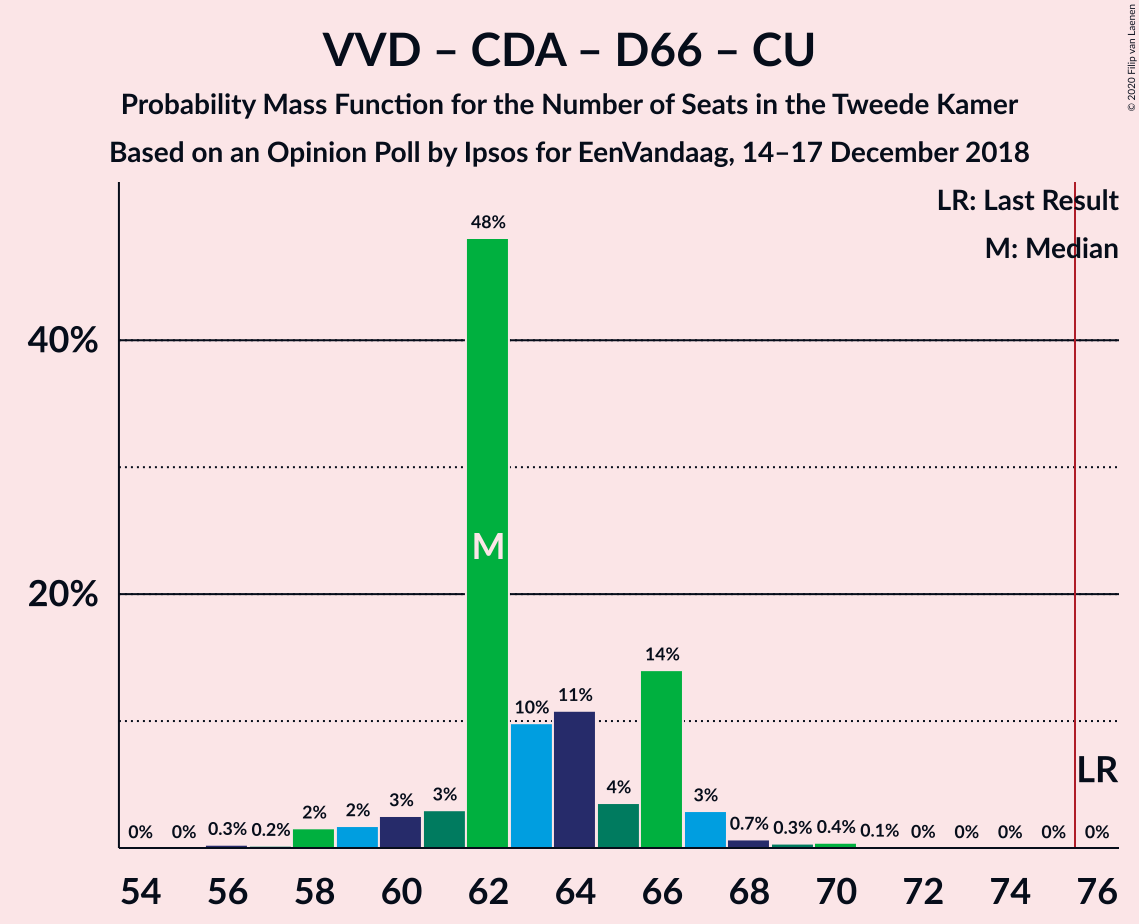 VVD – CDA – D66 – CU
Probability Mass Function for the Number of Seats in the Tweede Kamer
Based on an Opinion Poll by Ipsos for EenVandaag, 14–17 December 2018
© 2020 Filip van Laenen
LR: Last Result
M: Median
48%
40%
M
20%
14%
11%
10%
LR
4%
3%
3%
3%
2%
2%
0% 0% 0.3% 0.2% 0.7% 0.3% 0.4% 0.1% 0% 0% 0% 0% 0%
54 56 58 60 62 64 66 68 70 72 74 76